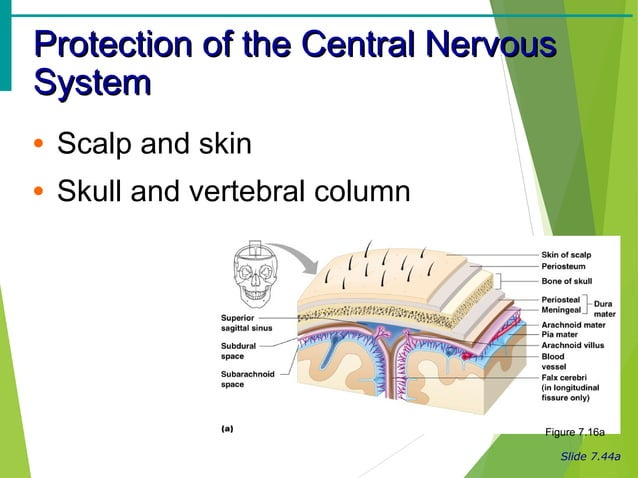 Protection of the Central Nervous
System
• Scalp and skin
• Skull and vertebral column
Skin of scalp
Periosteum
Bone of skull
Periosteal
Meningeal
Dura
mater
Arachnoid mater
Pia mater
Arachnoid villus
Blood
vessel
Falx cerebri
(in longitudinal
fissure only)
Superior
sagittal sinus
Subdural
space
Subarachnoid
space
(a)
Figure 7.16a
Slide 7.44a